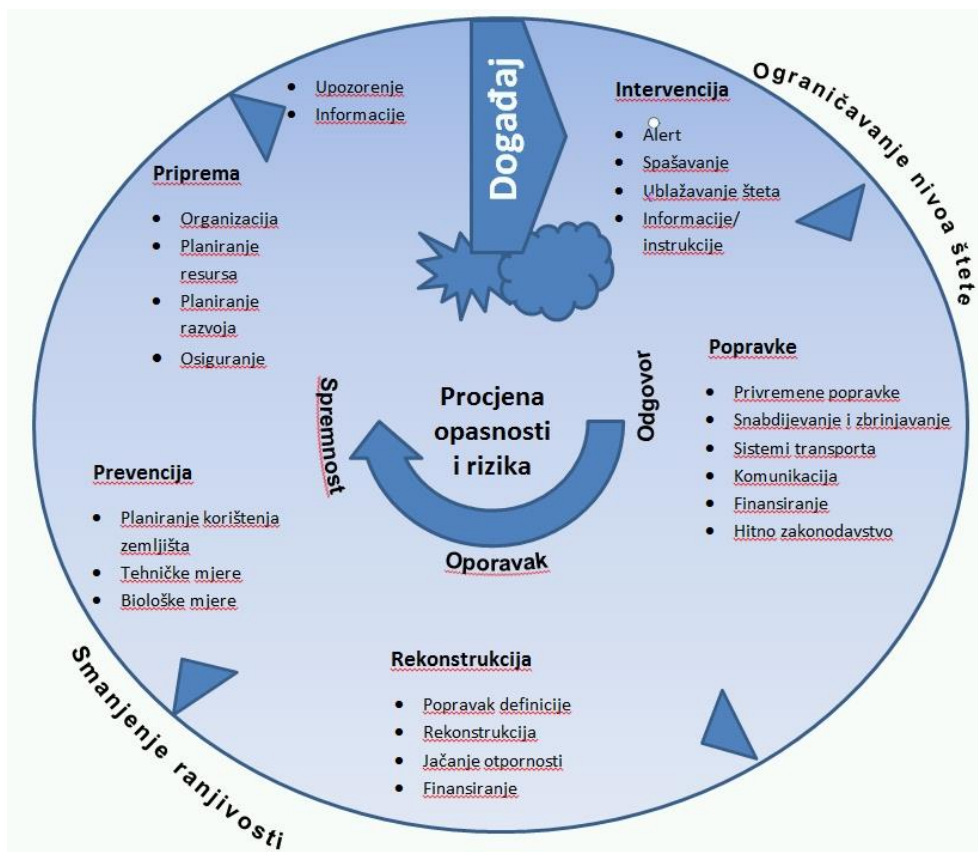 Događaj
Intervencija
Alert
Spašavanje
Ublažavanje šteta
Informacije/
instrukcije
Ograničavanje nivoa štete
Popravke
Privremene popravke
Snabdijevanje i zbrinjavanje
Sistemi transporta
Komunikacija
Finansiranje
Hitno zakonodavstvo
Rekonstrukcija
Popravak definicije
Rekonstrukcija
Jačanje otpornosti
Finansiranje
Smanjenje ranjivosti
Prevencija
Planiranje korištenja
zemljišta
Tehničke mjere
Biološke mjere
Priprema
Organizacija
Planiranje
resursa
Planiranje
razvoja
Osiguranje
Upozorenje
Informacije
Procjena
opasnosti
i rizika
Odgovor
Oporavak
Spremnost